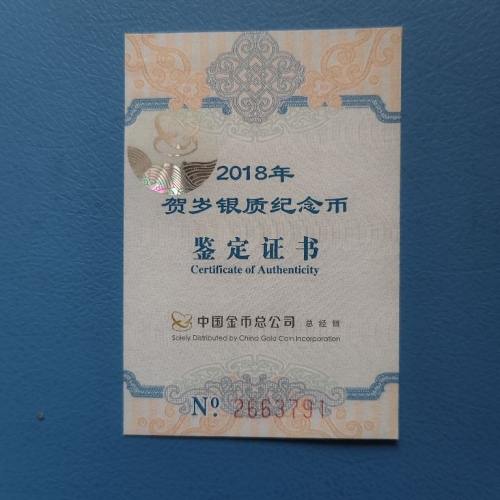 2018年
贺岁银质纪念币
鉴定证书
Certificate of Authenticity
中国金币总公司 总经销
Solely Distributed by China Gold Coin Incorporation
Nº 2663791